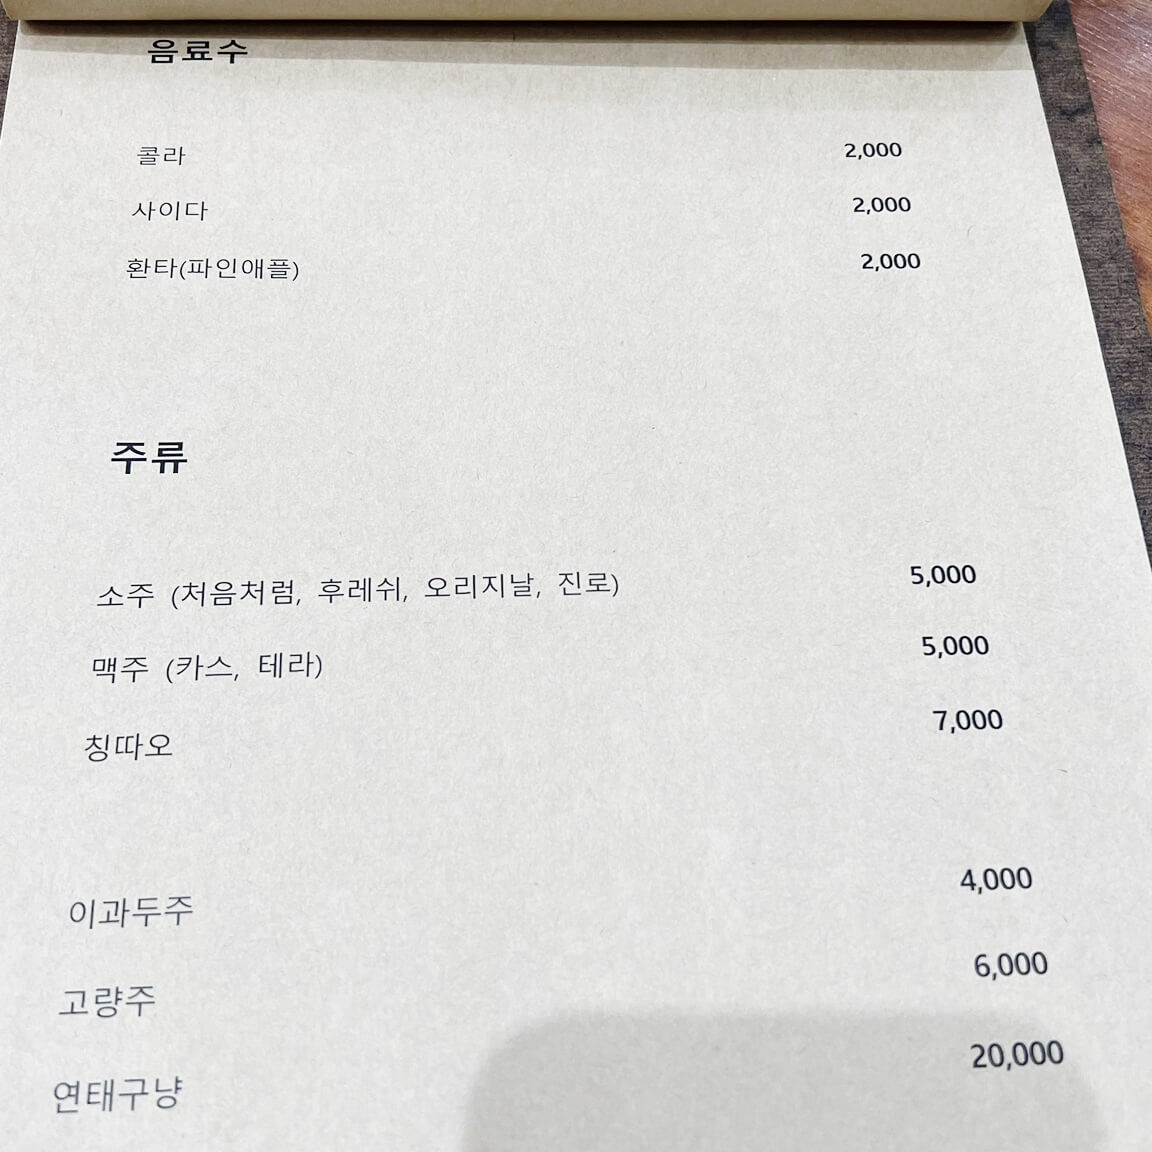 음료수
콜라 2,000
사이다 2,000
환타(파인애플) 2,000
주류
소주 (처음처럼, 후레쉬, 오리지날, 진로) 5,000
맥주 (카스, 테라) 5,000
칭따오 7,000
이과두주 4,000
고량주 6,000
연태구냥 20,000